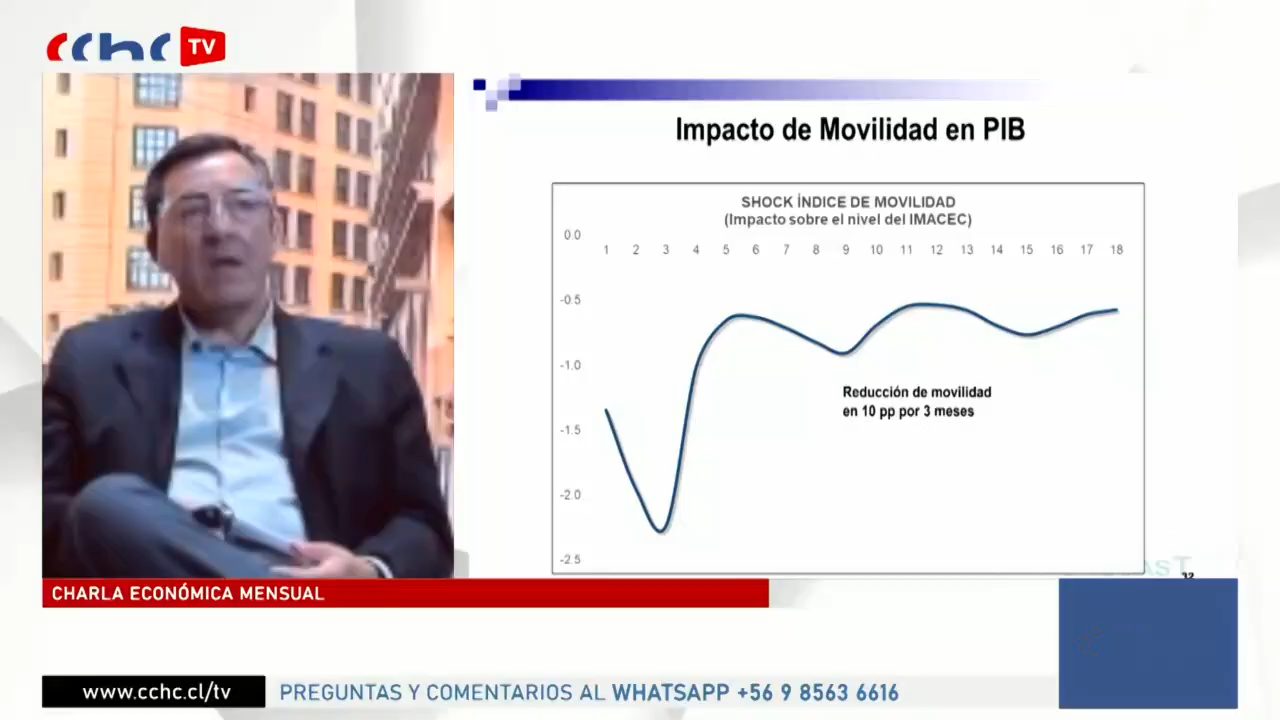 cchc TV
Impacto de Movilidad en PIB
SHOCK ÍNDICE DE MOVILIDAD
(Impacto sobre el nivel del IMACEC)
0.0
1 2 3 4 5 6 7 8 9 10 11 12 13 14 15 16 17 18
-0.5
-1.0
Reducción de movilidad
en 10 pp por 3 meses
-1.5
-2.0
-2.5
CHARLA ECONÓMICA MENSUAL
www.cchc.cl/tv
PREGUNTAS Y COMENTARIOS AL WHATSAPP +56 9 8563 6616